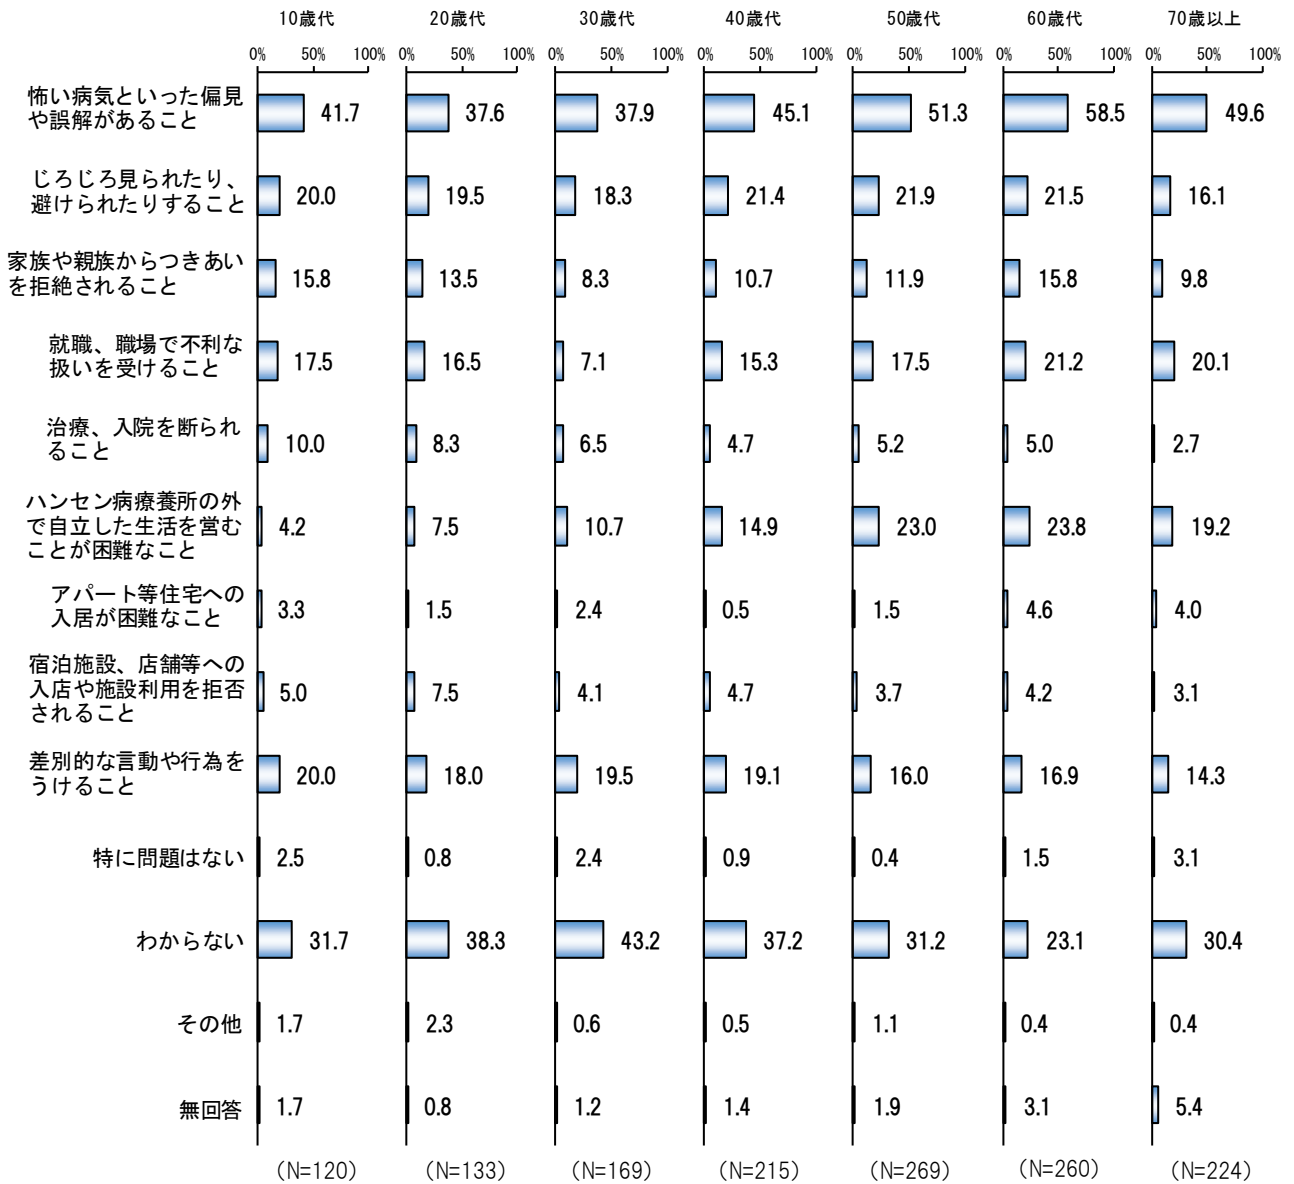 10歳代 20歳代 30歳代 40歳代 50歳代 60歳代 70歳以上
0% 50% 100% 0% 50% 100% 0% 50% 100% 0% 50% 100% 0% 50% 100% 0% 50% 100% 0% 50% 100%
怖い病気といった偏見
や誤解があること
41.7 37.6 37.9 45.1 51.3 58.5 49.6
じろじろ見られたり、
避けられたりすること
20.0 19.5 18.3 21.4 21.9 21.5 16.1
家族や親族からつきあい
を拒絶されること
15.8 13.5 8.3 10.7 11.9 15.8 9.8
就職、職場で不利な
扱いを受けること
17.5 16.5 7.1 15.3 17.5 21.2 20.1
治療、入院を断られ
ること
10.0 8.3 6.5 4.7 5.2 5.0 2.7
ハンセン病療養所の外
で自立した生活を営む
ことが困難なこと
4.2 7.5 10.7 14.9 23.0 23.8 19.2
アパート等住宅への
入居が困難なこと
3.3 1.5 2.4 0.5 1.5 4.6 4.0
宿泊施設、店舗等への
入店や施設利用を拒否
されること
5.0 7.5 4.1 4.7 3.7 4.2 3.1
差別的な言動や行為を
うけること
20.0 18.0 19.5 19.1 16.0 16.9 14.3
特に問題はない 2.5 0.8 2.4 0.9 0.4 1.5 3.1
わからない 31.7 38.3 43.2 37.2 31.2 23.1 30.4
その他 1.7 2.3 0.6 0.5 1.1 0.4 0.4
無回答 1.7 0.8 1.2 1.4 1.9 3.1 5.4
（N=120） （N=133） （N=169） （N=215） （N=269） （N=260） （N=224）